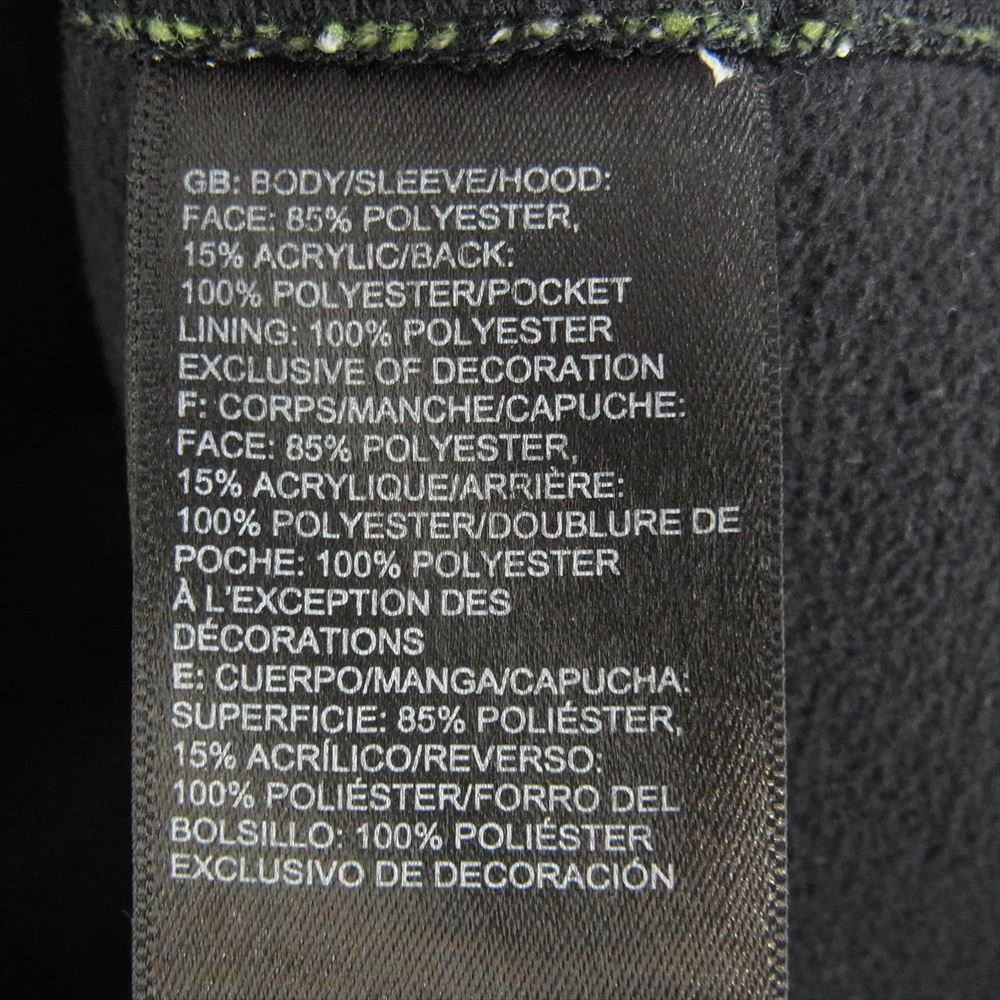 GB: BODY/SLEEVE/HOOD:
FACE: 85% POLYESTER,
15% ACRYLIC/BACK:
100% POLYESTER/POCKET
LINING: 100% POLYESTER
EXCLUSIVE OF DECORATION
F: CORPS/MANCHE/CAPUCHE:
FACE: 85% POLYESTER,
15% ACRYLIQUE/ARRIÈRE:
100% POLYESTER/DOUBLURE DE
POCHE: 100% POLYESTER
À L'EXCEPTION DES
DÉCORATIONS
E: CUERPO/MANGA/CAPUCHA:
SUPERFICIE: 85% POLIÉSTER,
15% ACRÍLICO/REVERSO:
100% POLIÉSTER/FORRO DEL
BOLSILLO: 100% POLIÉSTER
EXCLUSIVO DE DECORACIÓN